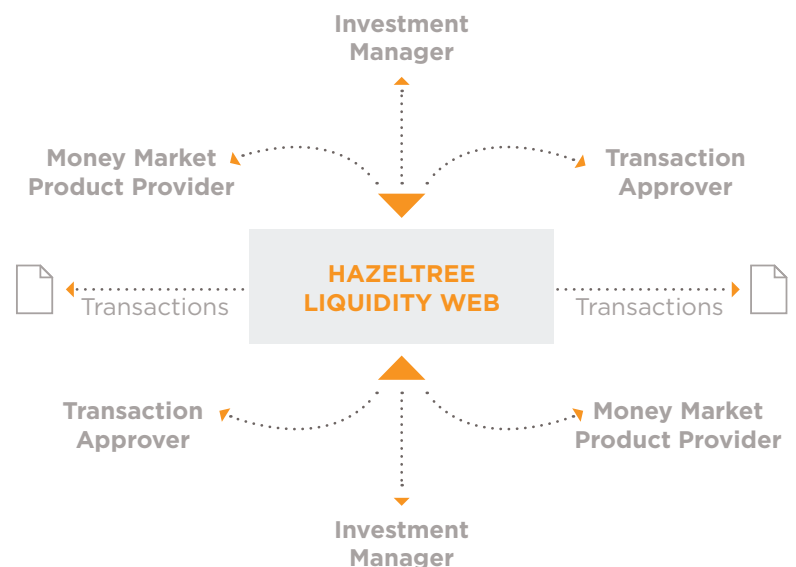 Investment
Manager
Money Market
Product Provider
Transaction
Approver
HAZELTREE
LIQUIDITY WEB
Transactions
Transactions
Transaction
Approver
Money Market
Product Provider
Investment
Manager